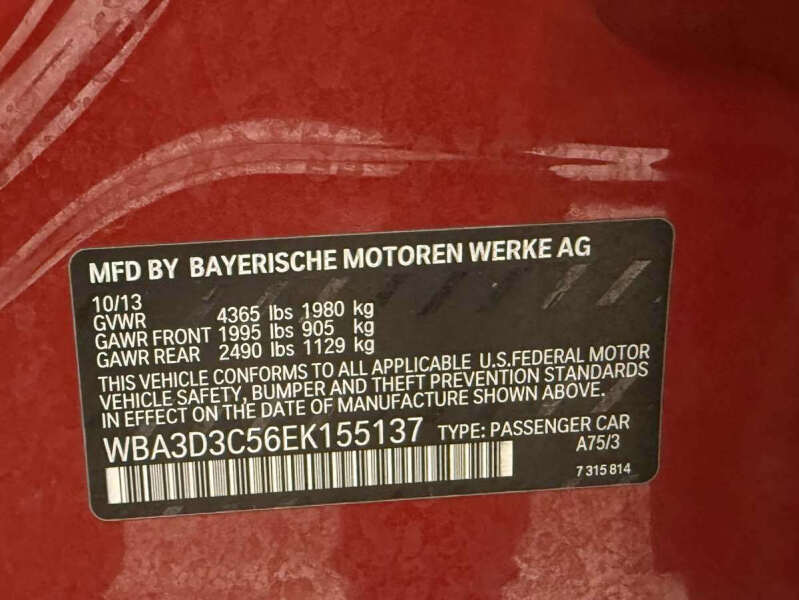 MFD BY BAYERISCHE MOTOREN WERKE AG
10/13
GVWR 4365 lbs 1980 kg
GAWR FRONT 1995 lbs 905 kg
GAWR REAR 2490 lbs 1129 kg
THIS VEHICLE CONFORMS TO ALL APPLICABLE U.S.FEDERAL MOTOR
VEHICLE SAFETY, BUMPER AND THEFT PREVENTION STANDARDS
IN EFFECT ON THE DATE OF MANUFACTURE SHOWN ABOVE.
WBA3D3C56EK155137 TYPE: PASSENGER CAR
A75/3
7 315 814